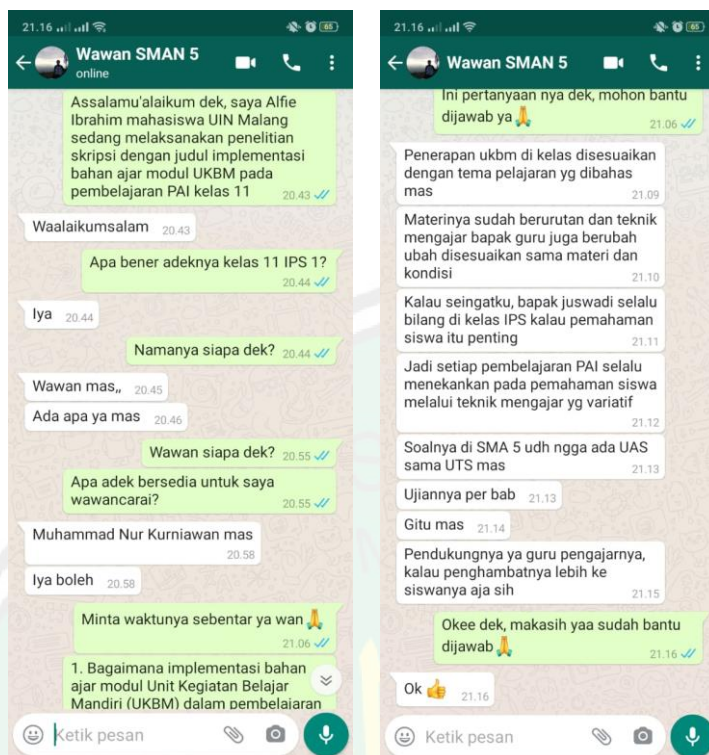 21.16
65
Wawan SMAN 5
online
Assalamu'alaikum dek, saya Alfie
Ibrahim mahasiswa UIN Malang
sedang melaksanakan penelitian
skripsi dengan judul implementasi
bahan ajar modul UKBM pada
pembelajaran PAI kelas 11
20.43
Waalaikumsalam 20.43
Apa bener adeknya kelas 11 IPS 1?
20.44
Iya 20.44
Namanya siapa dek? 20.44
Wawan mas,, 20.45
Ada apa ya mas 20.46
Wawan siapa dek? 20.55
Apa adek bersedia untuk saya
wawancarai? 20.55
Muhammad Nur Kurniawan mas
20.58
Iya boleh 20.58
Minta waktunya sebentar ya wan🙏
21.06
1. Bagaimana implementasi bahan
ajar modul Unit Kegiatan Belajar
Mandiri (UKBM) dalam pembelajaran
Ketik pesan
21.16
65
Wawan SMAN 5
Ini pertanyaan nya dek, mohon bantu
dijawab ya🙏
21.06
Penerapan ukbm di kelas disesuaikan
dengan tema pelajaran yg dibahas
mas
21.09
Materinya sudah berurutan dan teknik
mengajar bapak guru juga berubah
ubah disesuaikan sama materi dan
kondisi
21.10
Kalau seingatku, bapak juswadi selalu
bilang di kelas IPS kalau pemahaman
siswa itu penting
21.11
Jadi setiap pembelajaran PAI selalu
menekankan pada pemahaman siswa
melalui teknik mengajar yg variatif
21.12
Soalnya di SMA 5 udh ngga ada UAS
sama UTS mas
21.13
Ujiannya per bab 21.13
Gitu mas 21.14
Pendukungnya ya guru pengajarnya,
kalau penghambatnya lebih ke
siswanya aja sih
21.15
Okee dek, makasih yaa sudah bantu
dijawab🙏
21.16
Ok 👍 21.16
Ketik pesan